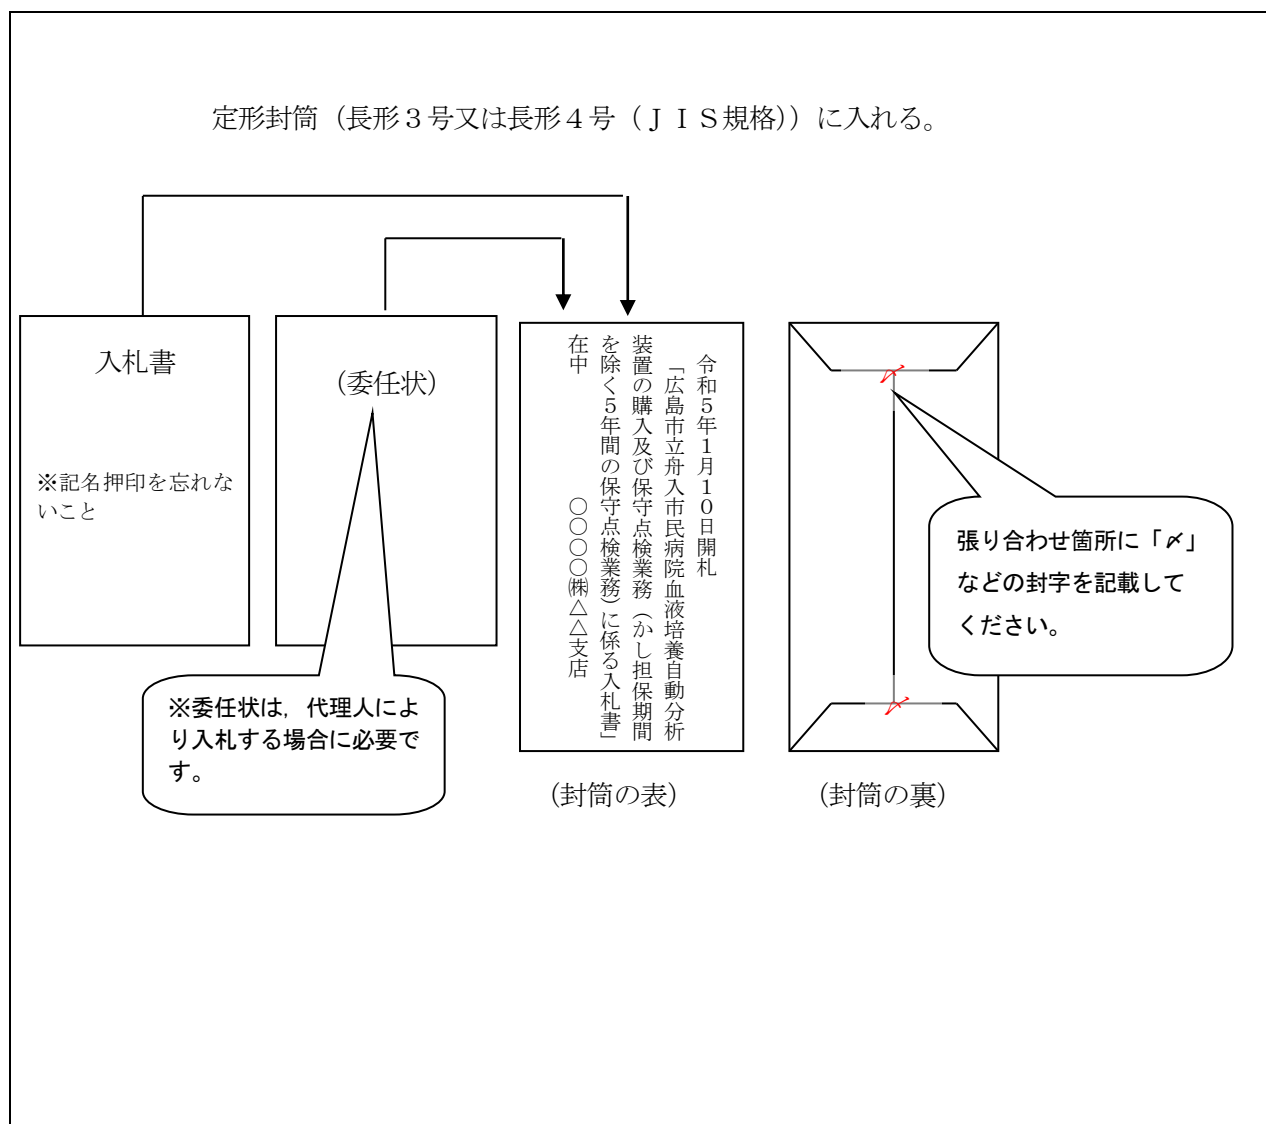 定形封筒（長形３号又は長形４号（ＪＩＳ規格））に入れる。
入札書
※記名押印を忘れな
いこと
（委任状）
※委任状は，代理人によ
り入札する場合に必要で
す。
令和５年１月１０日開札
「広島市立舟入市民病院血液培養自動分析
装置の購入及び保守点検業務（かし担保期間
を除く５年間の保守点検業務）に係る入札書」
在中　　　　　　　○○○○㈱△△支店
（封筒の表）
〆
〆
張り合わせ箇所に「〆」
などの封字を記載して
ください。
（封筒の裏）